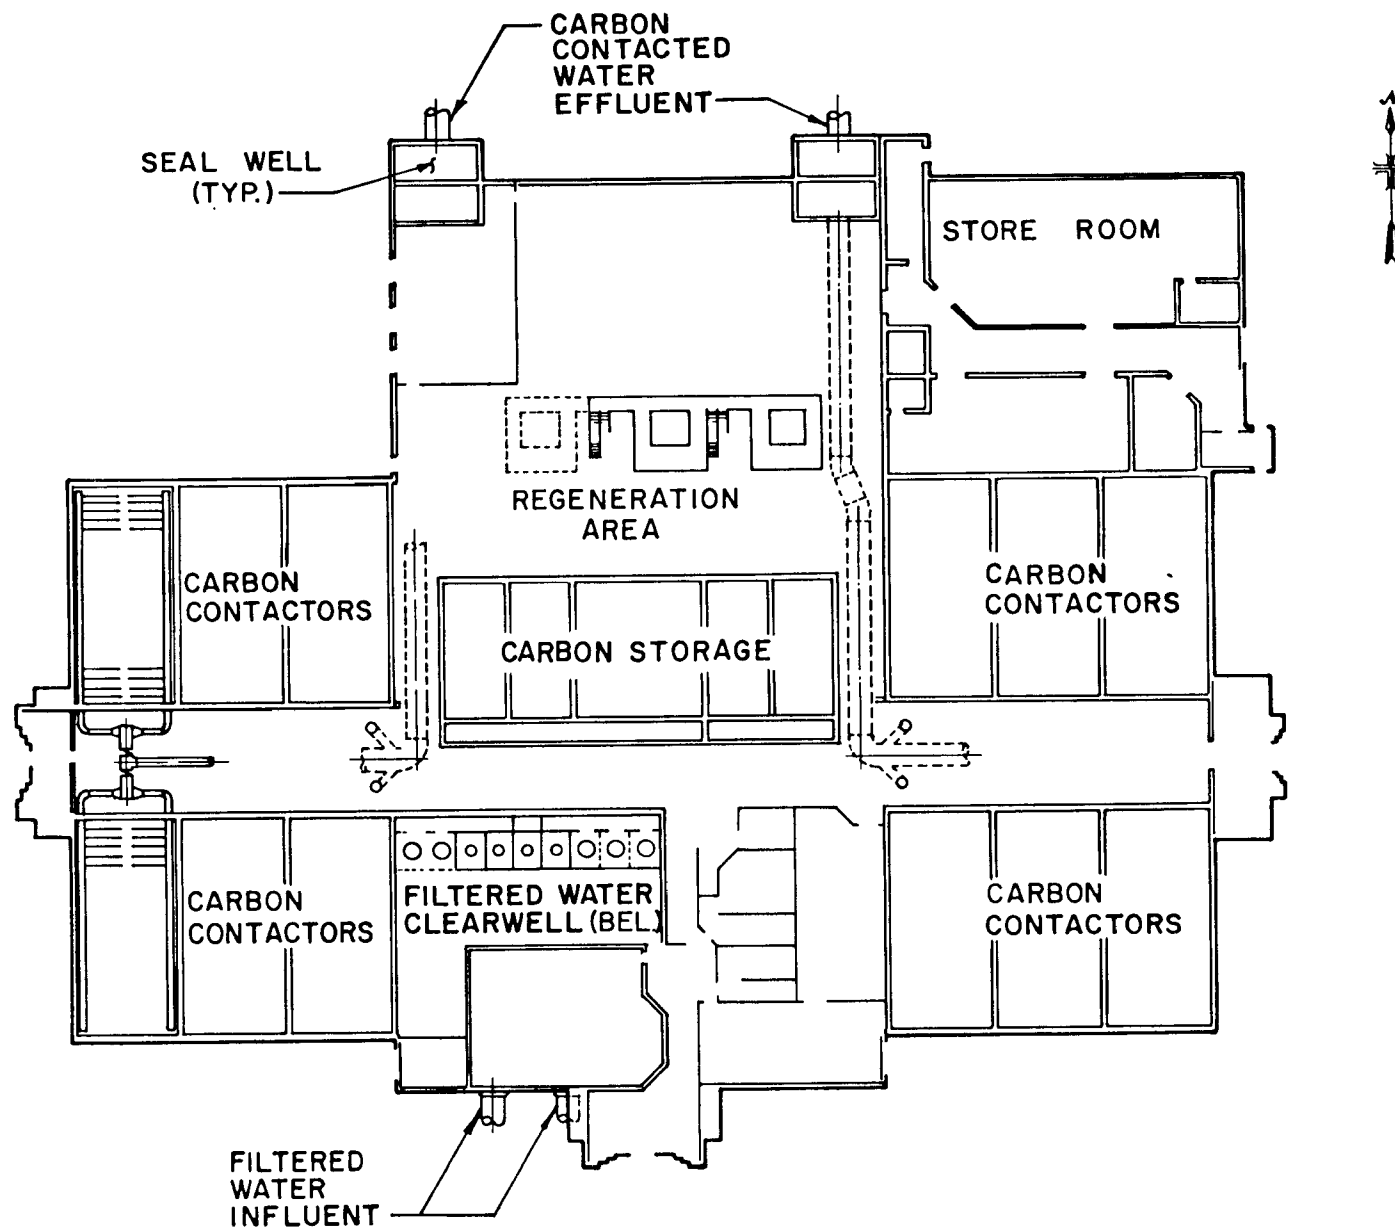 CARBON
CONTACTED
WATER
EFFLUENT
SEAL WELL
(TYP.)
STORE ROOM
REGENERATION
AREA
CARBON
CONTACTORS
CARBON
CONTACTORS
CARBON STORAGE
CARBON
CONTACTORS
FILTERED WATER
CLEARWELL (BEL.)
CARBON
CONTACTORS
FILTERED
WATER
INFLUENT